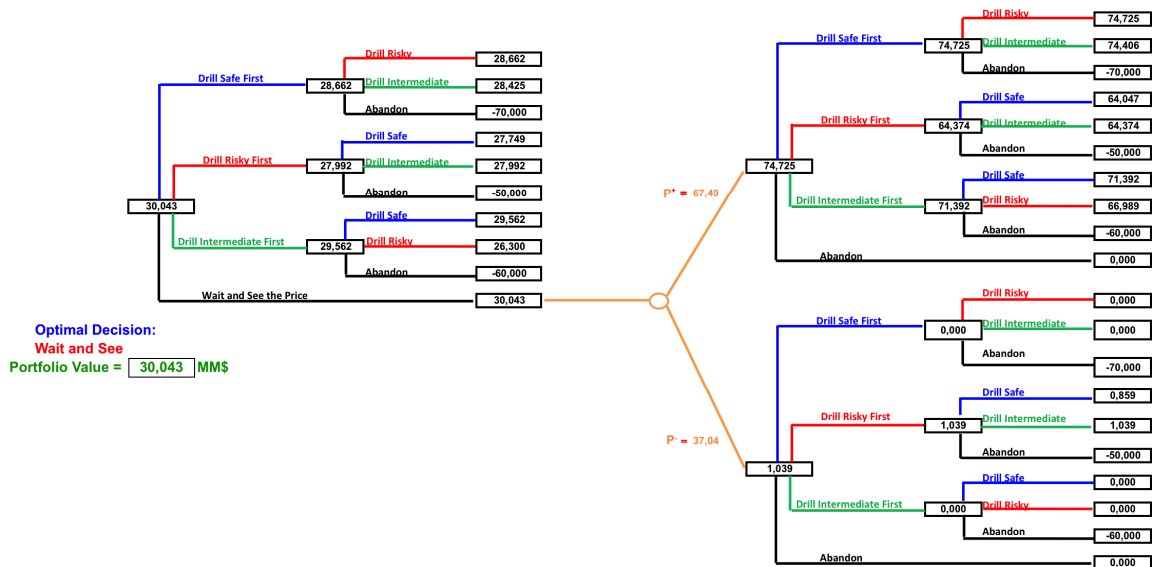 Drill Risky
28,662
Drill Safe First
28,662
Drill Intermediate
28,425
Abandon
-70,000
Drill Safe
27,749
Drill Risky First
27,992
Drill Intermediate
27,992
Abandon
-50,000
30,043
Drill Safe
29,562
Drill Intermediate First
29,562
Drill Risky
26,300
Abandon
-60,000
Wait and See the Price
30,043
Optimal Decision:
Wait and See
Portfolio Value = 30,043 MM$
P+ = 67,49
P- = 37,04
Drill Risky
74,725
Drill Safe First
74,725
Drill Intermediate
74,406
Abandon
-70,000
Drill Safe
64,047
Drill Risky First
64,374
Drill Intermediate
64,374
Abandon
-50,000
74,725
Drill Safe
71,392
Drill Intermediate First
71,392
Drill Risky
66,989
Abandon
-60,000
Abandon
0,000
Drill Risky
0,000
Drill Safe First
0,000
Drill Intermediate
0,000
Abandon
-70,000
Drill Safe
0,859
Drill Risky First
1,039
Drill Intermediate
1,039
Abandon
-50,000
1,039
Drill Safe
0,000
Drill Intermediate First
0,000
Drill Risky
0,000
Abandon
-60,000
Abandon
0,000